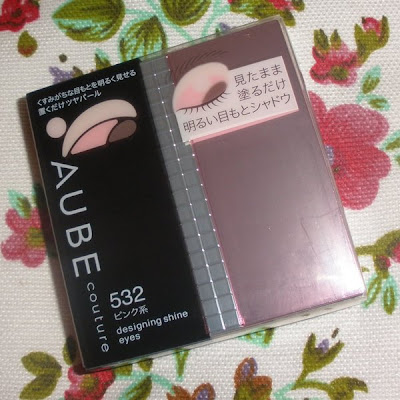 くすみがちな目もとを明るく見せる
置くだけツヤパール
AUBE
couture
532
ピンク系
designing shine
eyes
見たまま
塗るだけ
明るい目もとシャドウ